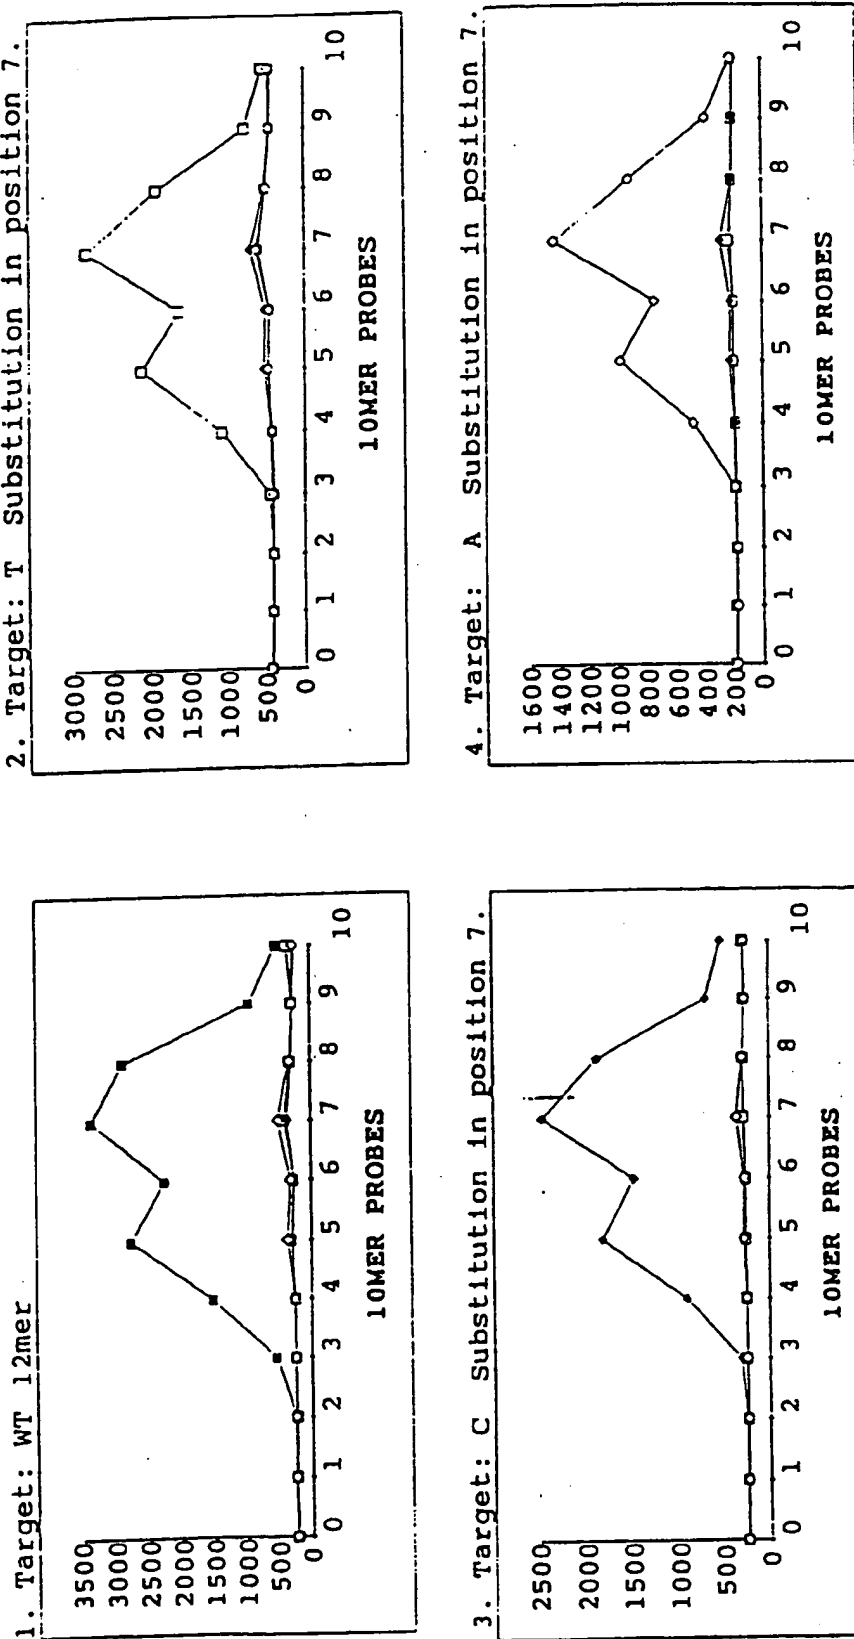 1. Target: WT 12mer
3500
3000
2500
2000
1500
1000
500
0
0 1 2 3 4 5 6 7 8 9 10
10MER PROBES
2. Target: T Substitution in position 7.
3000
2500
2000
1500
1000
500
0
0 1 2 3 4 5 6 7 8 9 10
10MER PROBES
3. Target: C Substitution in position 7.
2500
2000
1500
1000
500
0
0 1 2 3 4 5 6 7 8 9 10
10MER PROBES
4. Target: A Substitution in position 7.
1600
1400
1200
1000
800
600
400
200
0
0 1 2 3 4 5 6 7 8 9 10
10MER PROBES